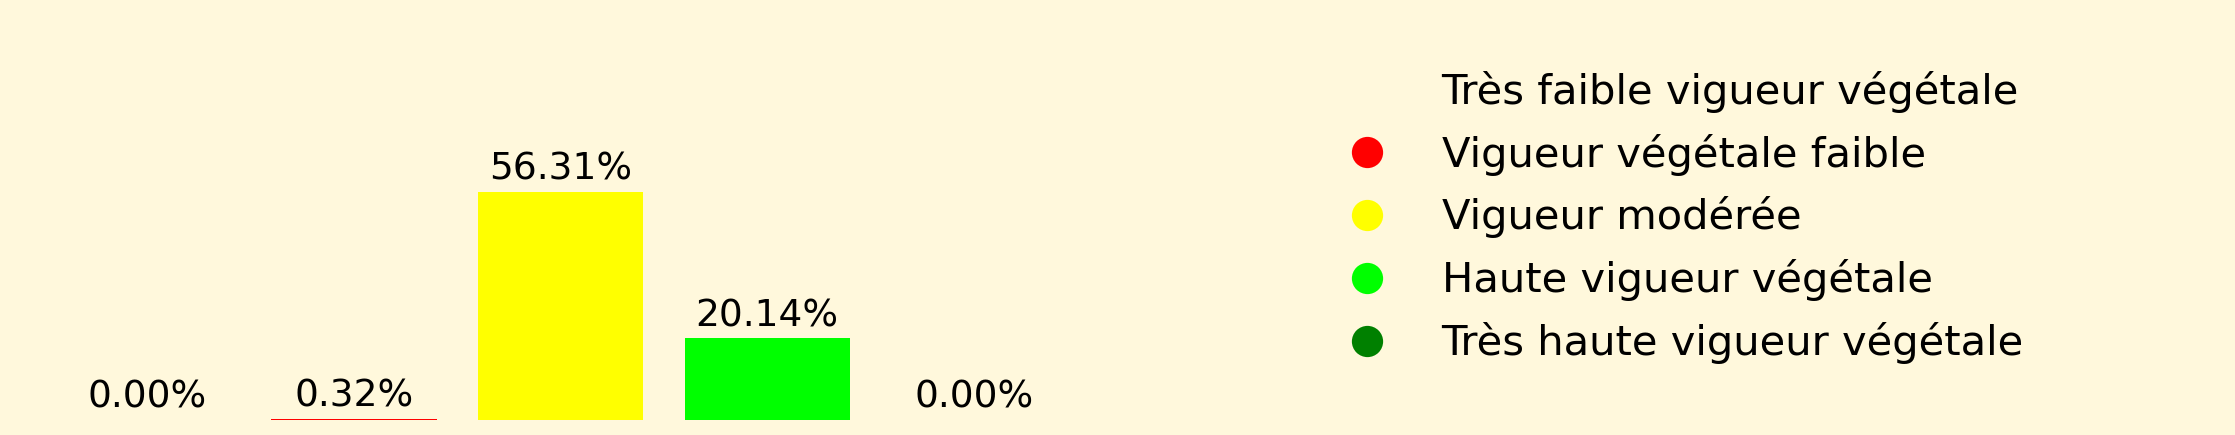 56.31%
20.14%
0.00%
0.32%
0.00%
Très faible vigueur végétale
Vigueur végétale faible
Vigueur modérée
Haute vigueur végétale
Très haute vigueur végétale